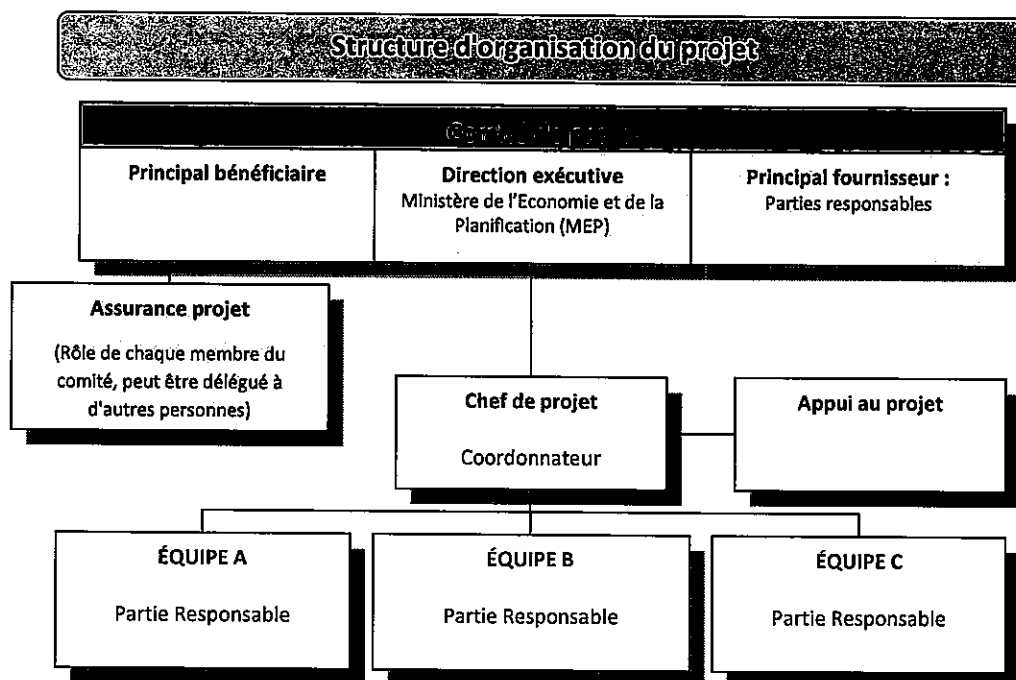 Structure d'organisation du projet
Principal bénéficiaire
Direction exécutive
Ministère de l'Economie et de la
Planification (MEP)
Principal fournisseur :
Parties responsables
Assurance projet
(Rôle de chaque membre du
comité, peut être délégué à
d'autres personnes)
Chef de projet
Coordonnateur
Appui au projet
ÉQUIPE A
Partie Responsable
ÉQUIPE B
Partie Responsable
ÉQUIPE C
Partie Responsable